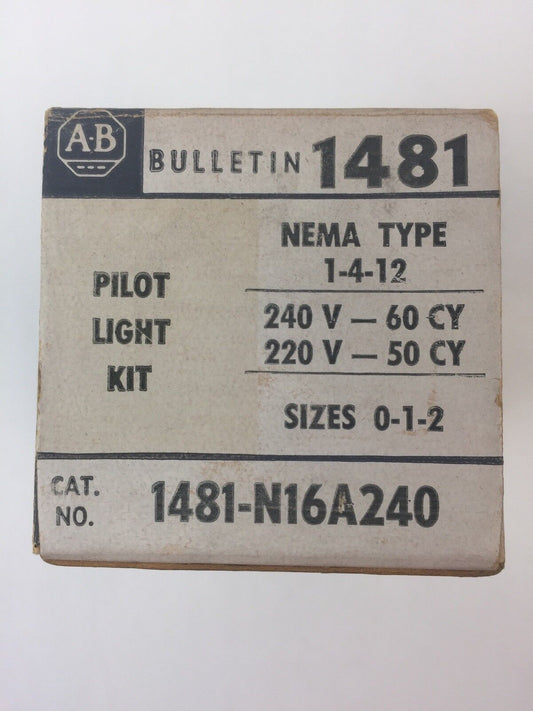 A-B
BULLETIN 1481
PILOT
LIGHT
KIT
NEMA TYPE
1-4-12
240 V — 60 CY
220 V — 50 CY
SIZES 0-1-2
CAT.
NO.
1481-N16A240